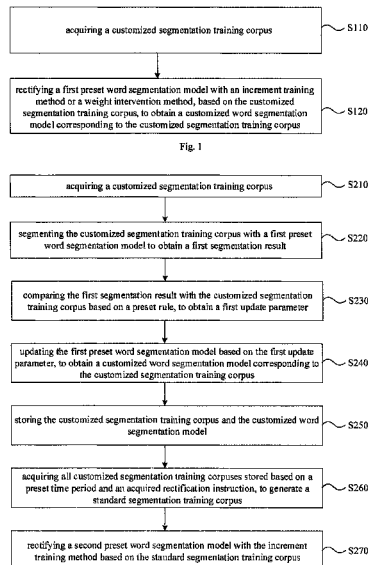 acquiring a customized segmentation training corpus
S110
rectifying a first preset word segmentation model with an increment training
method or a weight intervention method, based on the customized
segmentation training corpus, to obtain a customized word segmentation
model corresponding to the customized segmentation training corpus
S120
Fig. 1
acquiring a customized segmentation training corpus
S210
segmenting the customized segmentation training corpus with a first preset
word segmentation model to obtain a first segmentation result
S220
comparing the first segmentation result with the customized segmentation
training corpus based on a preset rule, to obtain a first update parameter
S230
updating the first preset word segmentation model based on the first update
parameter, to obtain a customized word segmentation model corresponding to
the customized segmentation training corpus
S240
storing the customized segmentation training corpus and the customized word
segmentation model
S250
acquiring all customized segmentation training corpuses stored based on a
preset time period and an acquired rectification instruction, to generate a
standard segmentation training corpus
S260
rectifying a second preset word segmentation model with the increment
training method based on the standard segmentation training corpus
S270